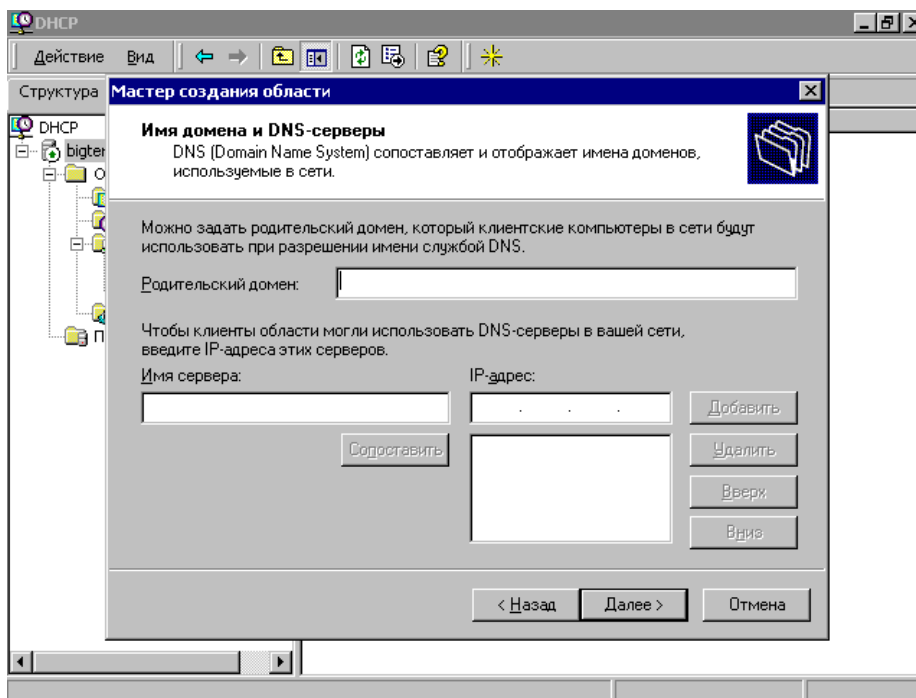 DHCP
Действие Вид
Структура
Мастер создания области
DHCP
Имя домена и DNS-серверы
DNS (Domain Name System) сопоставляет и отображает имена доменов,
используемые в сети.
Можно задать родительский домен, который клиентские компьютеры в сети будут
использовать при разрешении имени службой DNS.
Родительский домен:
Чтобы клиенты области могли использовать DNS-серверы в вашей сети,
введите IP-адреса этих серверов.
Имя сервера: IP-адрес:
Добавить
Сопоставить Удалить
Вверх
Вниз
< Назад Далее > Отмена